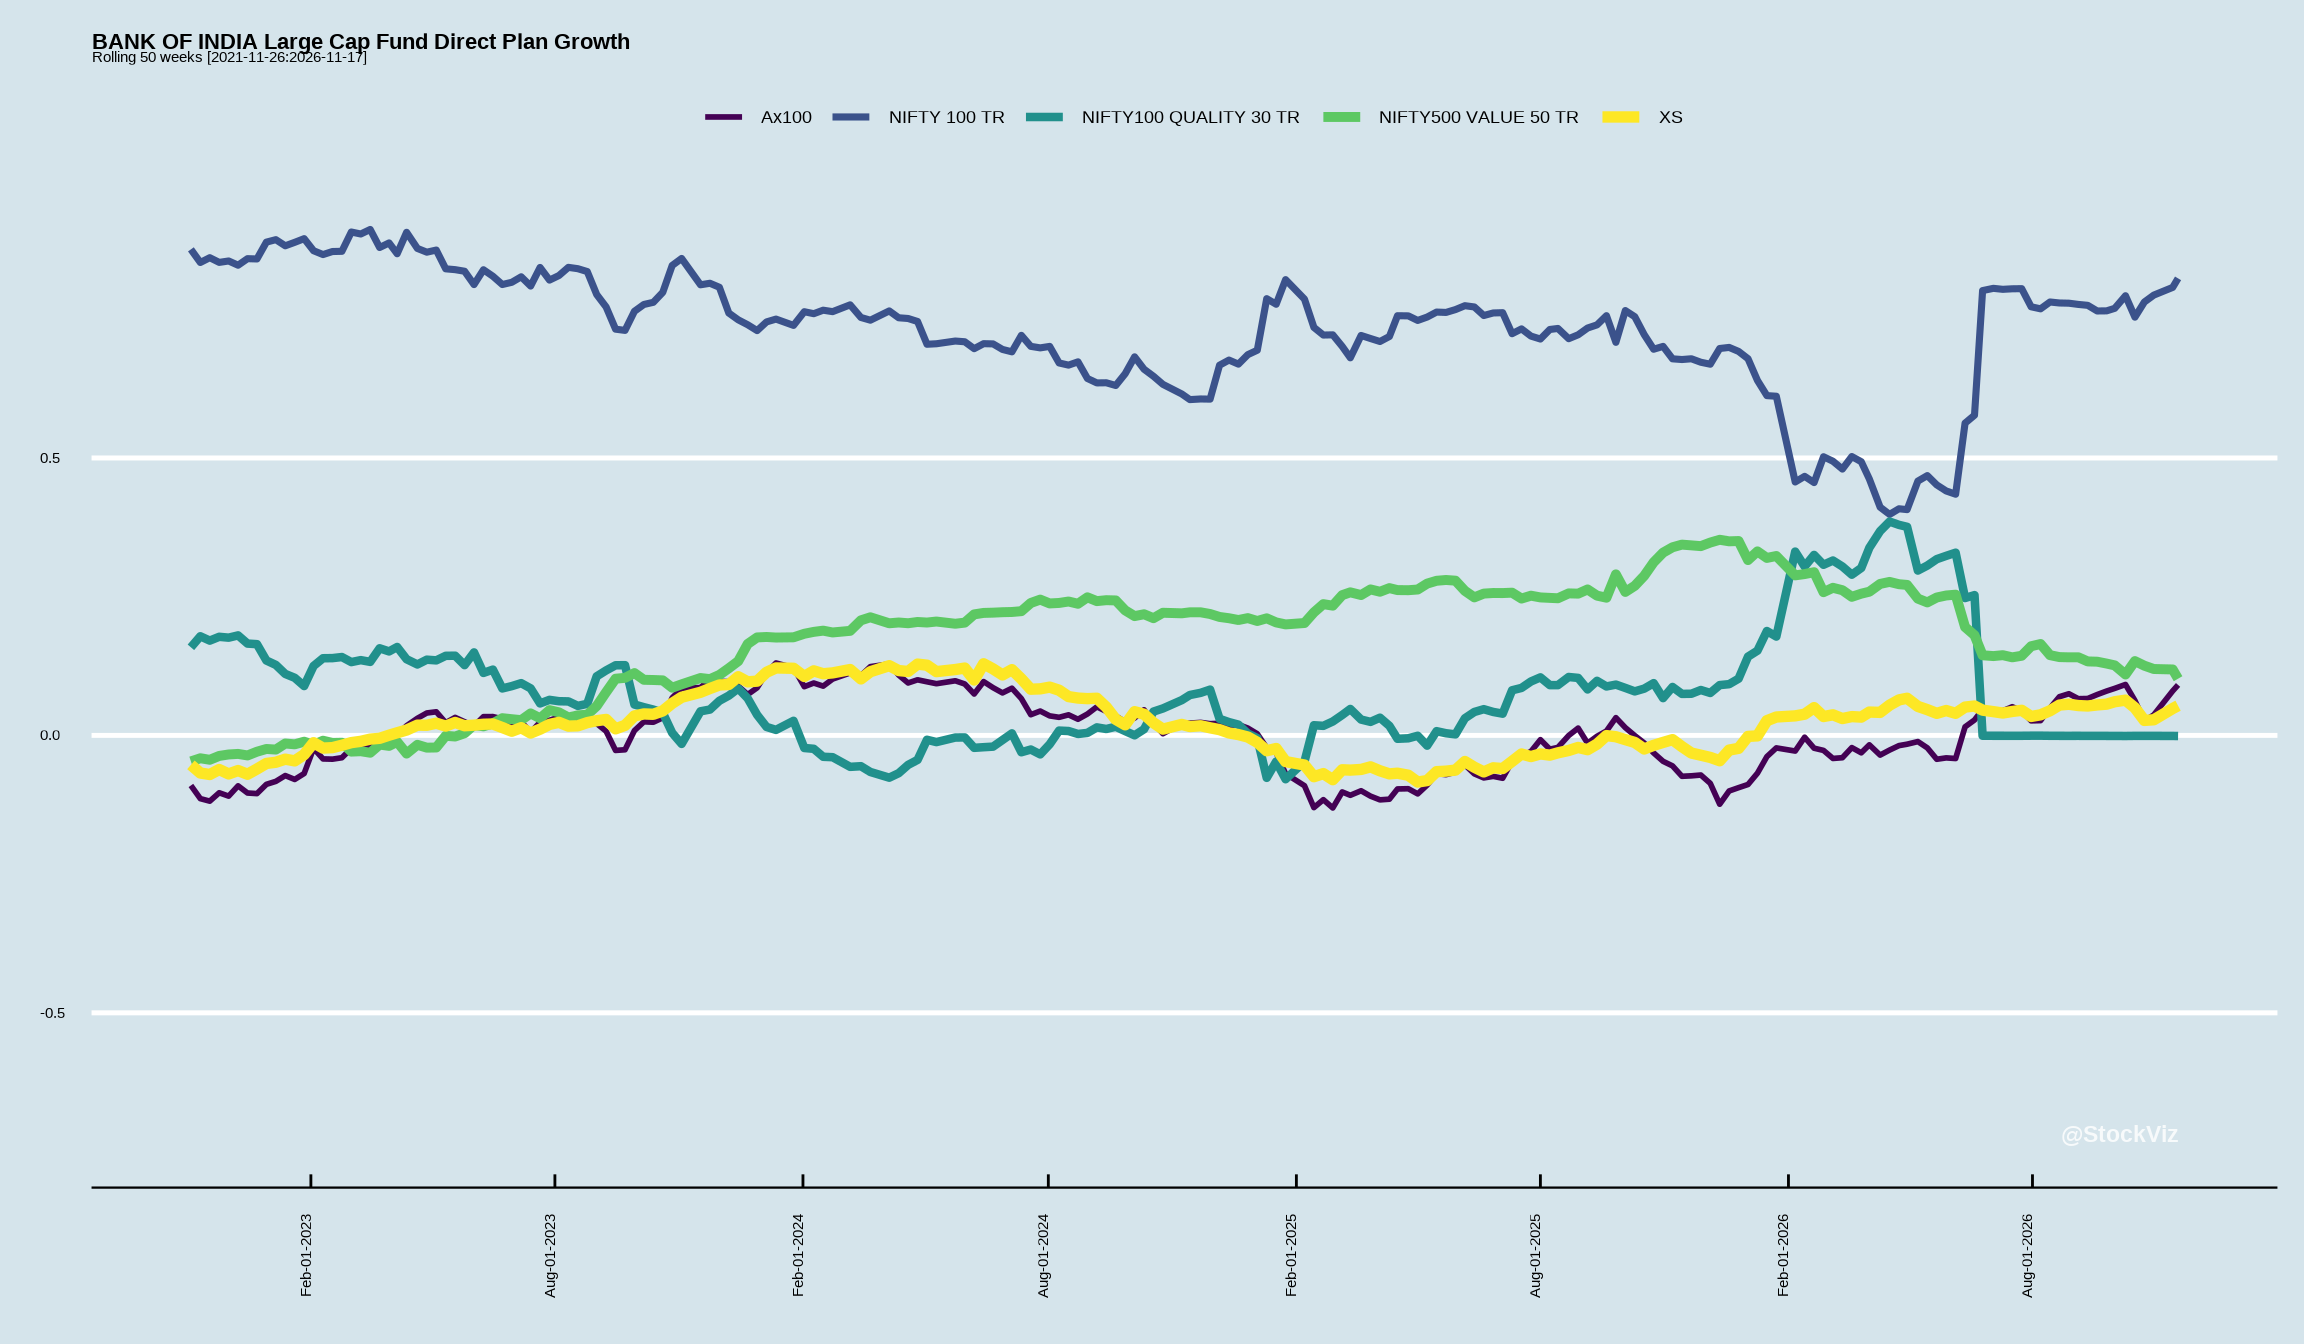 BANK OF INDIA Large Cap Fund Direct Plan Growth
Rolling 50 weeks [2021-11-26:2026-11-17]
Ax100 NIFTY 100 TR NIFTY100 QUALITY 30 TR NIFTY500 VALUE 50 TR XS
0.5
0.0
-0.5
@StockViz
Feb-01-2023
Aug-01-2023
Feb-01-2024
Aug-01-2024
Feb-01-2025
Aug-01-2025
Feb-01-2026
Aug-01-2026